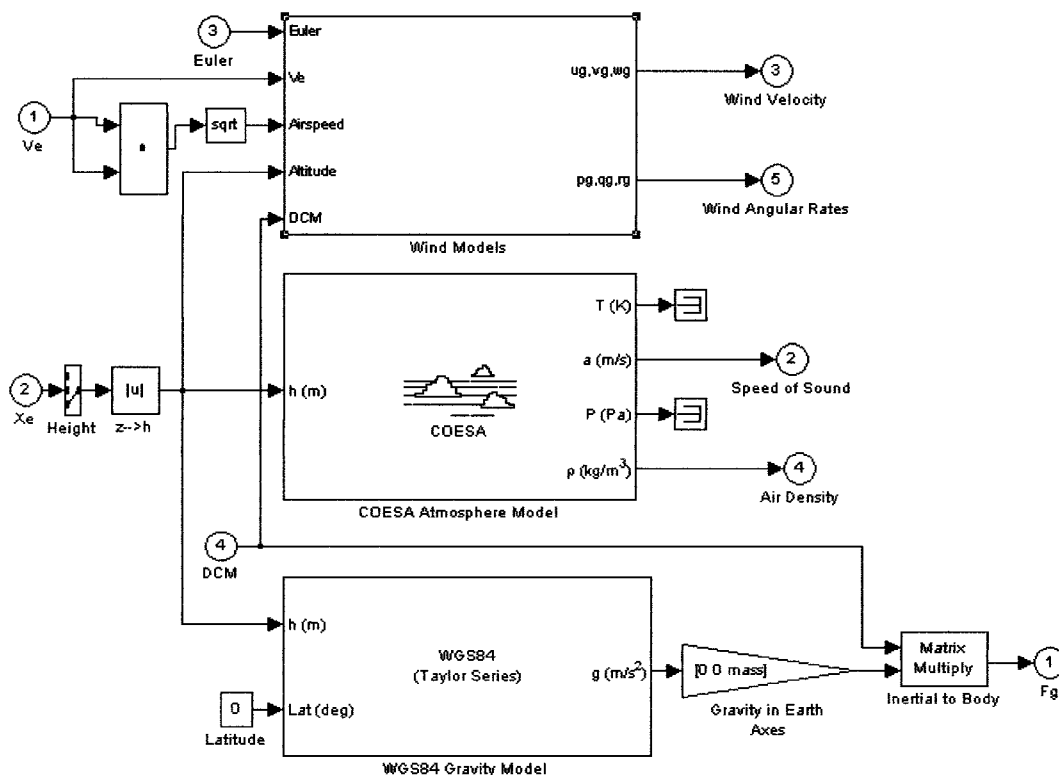 3
Euler
1
Ve
sqrt
Euler
Ve
Airspeed
Altitude
DCM
ug,vg,wg
pg,qg,rg
Wind Models
3
Wind Velocity
5
Wind Angular Rates
2
Xe
Height
|u|
z-->h
h (m)
COESA
T (K)
a (m/s)
P (Pa)
ρ (kg/m³)
COESA Atmosphere Model
2
Speed of Sound
4
Air Density
4
DCM
0
Latitude
h (m)
Lat (deg)
WGS84
(Taylor Series)
g (m/s²)
WGS84 Gravity Model
[0 0 mass]
Gravity in Earth
Axes
Matrix
Multiply
Inertial to Body
1
Fg